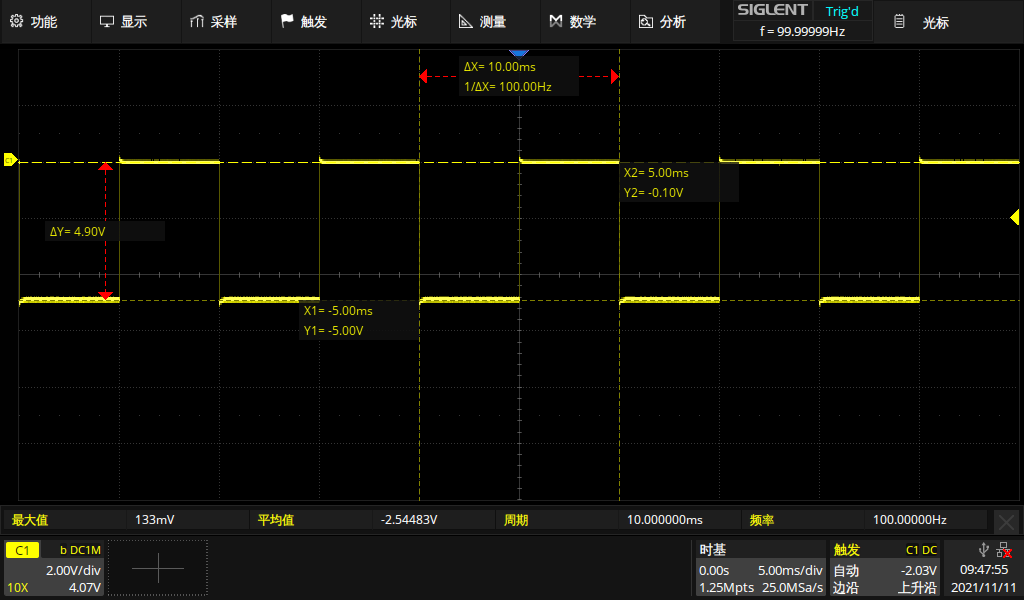 功能 显示 采样 触发 光标 测量 数学 分析 SIGLENT Trig'd 光标
f = 99.99999Hz
ΔX= 10.00ms
1/ΔX= 100.00Hz
C1
X2= 5.00ms
Y2= -0.10V
ΔY= 4.90V
X1= -5.00ms
Y1= -5.00V
最大值 133mV 平均值 -2.54483V 周期 10.000000ms 频率 100.00000Hz
C1 b DC1M 时基 触发 C1 DC
2.00V/div 0.00s 5.00ms/div 自动 -2.03V 09:47:55
10X 4.07V 1.25Mpts 25.0MSa/s 边沿 上升沿 2021/11/11